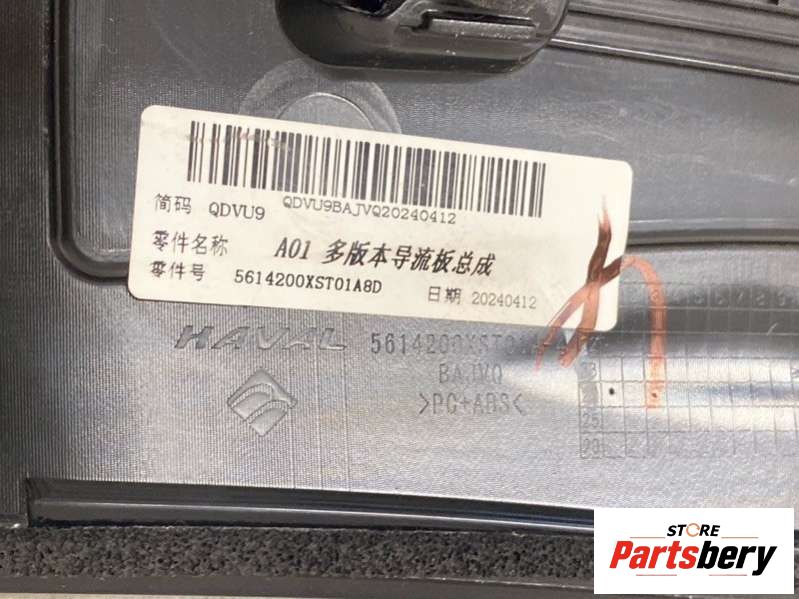 简码 QDVU9 QDVU9BAJVQ20240412
零件名称 A01 多版本导流板总成
零件号 5614200XST01A8D 日期 20240412
HAVAL 5614200XST01A
BAJVQ
>PC+ABS<
STORE
Partsbery